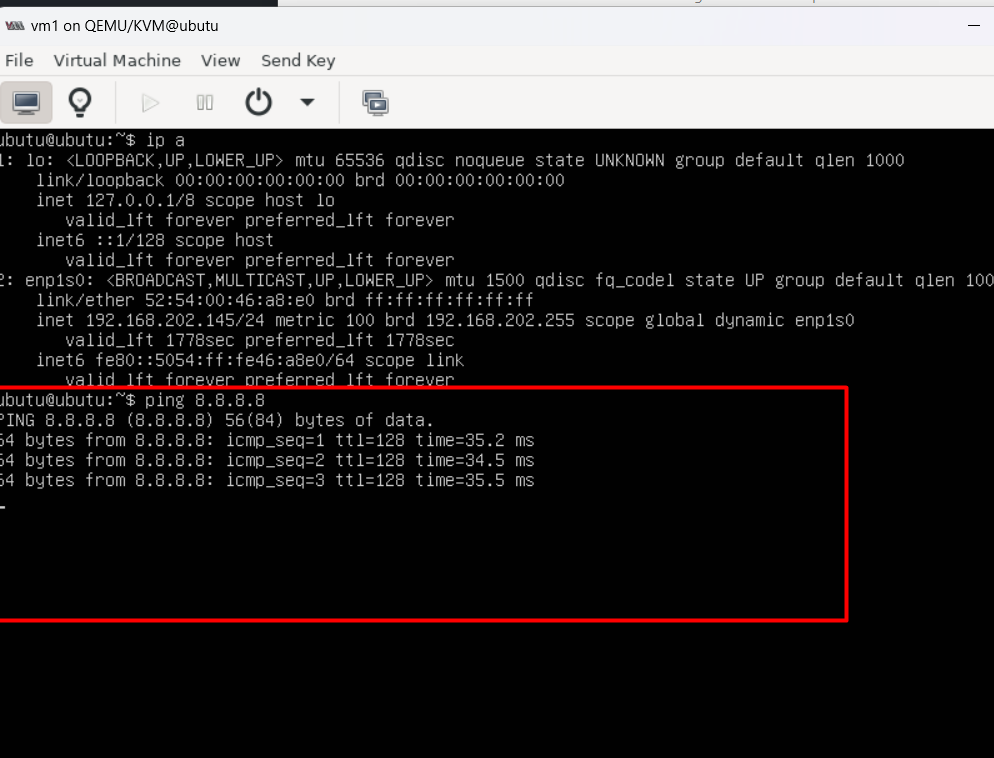 vm1 on QEMU/KVM@ubutu
File Virtual Machine View Send Key
ubutu@ubutu:~$ ip a
1: lo: <LOOPBACK,UP,LOWER_UP> mtu 65536 qdisc noqueue state UNKNOWN group default qlen 1000
link/loopback 00:00:00:00:00:00 brd 00:00:00:00:00:00
inet 127.0.0.1/8 scope host lo
valid_lft forever preferred_lft forever
inet6 ::1/128 scope host
valid_lft forever preferred_lft forever
2: enp1s0: <BROADCAST,MULTICAST,UP,LOWER_UP> mtu 1500 qdisc fq_codel state UP group default qlen 100
link/ether 52:54:00:46:a8:e0 brd ff:ff:ff:ff:ff:ff
inet 192.168.202.145/24 metric 100 brd 192.168.202.255 scope global dynamic enp1s0
valid_lft 1778sec preferred_lft 1778sec
inet6 fe80::5054:ff:fe46:a8e0/64 scope link
valid_lft forever preferred_lft forever
ubutu@ubutu:~$ ping 8.8.8.8
PING 8.8.8.8 (8.8.8.8) 56(84) bytes of data.
64 bytes from 8.8.8.8: icmp_seq=1 ttl=128 time=35.2 ms
64 bytes from 8.8.8.8: icmp_seq=2 ttl=128 time=34.5 ms
64 bytes from 8.8.8.8: icmp_seq=3 ttl=128 time=35.5 ms